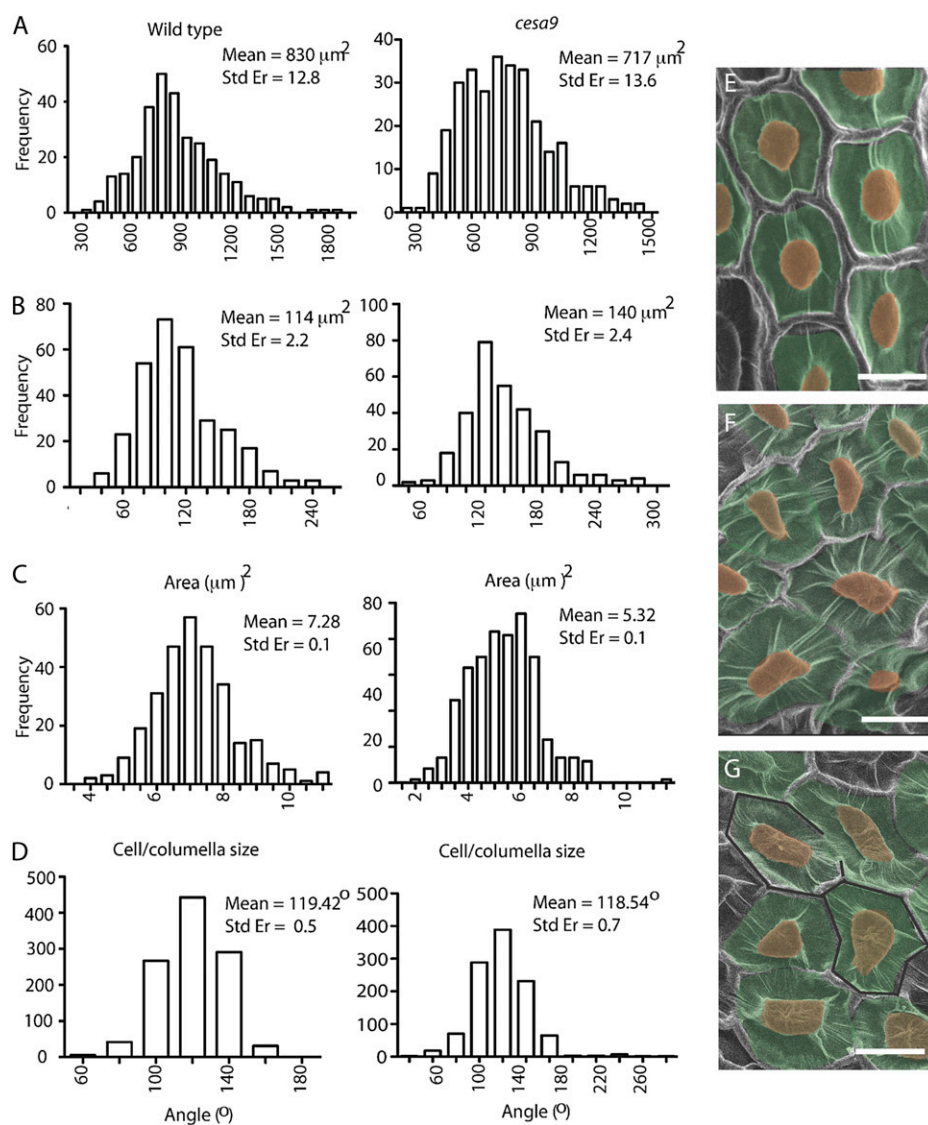 A
Wild type
cesa9
Mean = 830 μm²
Std Er = 12.8
Mean = 717 μm²
Std Er = 13.6
Frequency
60
40
20
0
300 600 900 1200 1500 1800
40
30
20
10
0
300 600 900 1200 1500
B
Mean = 114 μm²
Std Er = 2.2
Mean = 140 μm²
Std Er = 2.4
Frequency
80
60
40
20
0
60 120 180 240
100
80
60
40
20
0
60 120 180 240 300
C
Area (μm )²
Area (μm )²
Mean = 7.28
Std Er = 0.1
Mean = 5.32
Std Er = 0.1
Frequency
60
40
20
0
4 6 8 10
80
60
40
20
0
2 4 6 8 10
D
Cell/columella size
Cell/columella size
Mean = 119.42º
Std Er = 0.5
Mean = 118.54º
Std Er = 0.7
500
400
300
200
100
0
60 100 140 180
500
400
300
200
100
0
60 100 140 180 220 260
Angle (º)
Angle (º)
E
F
G